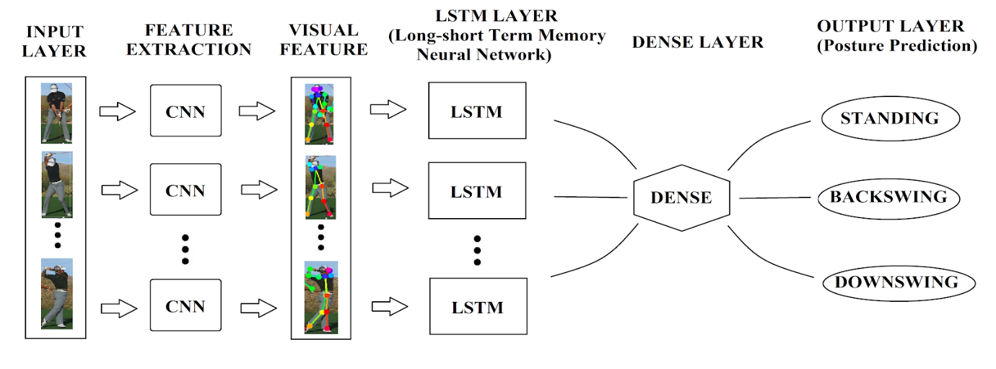 INPUT
LAYER
FEATURE
EXTRACTION
VISUAL
FEATURE
LSTM LAYER
(Long-short Term Memory
Neural Network)
DENSE LAYER
OUTPUT LAYER
(Posture Prediction)
CNN
LSTM
STANDING
CNN
LSTM
DENSE
BACKSWING
CNN
LSTM
DOWNSWING